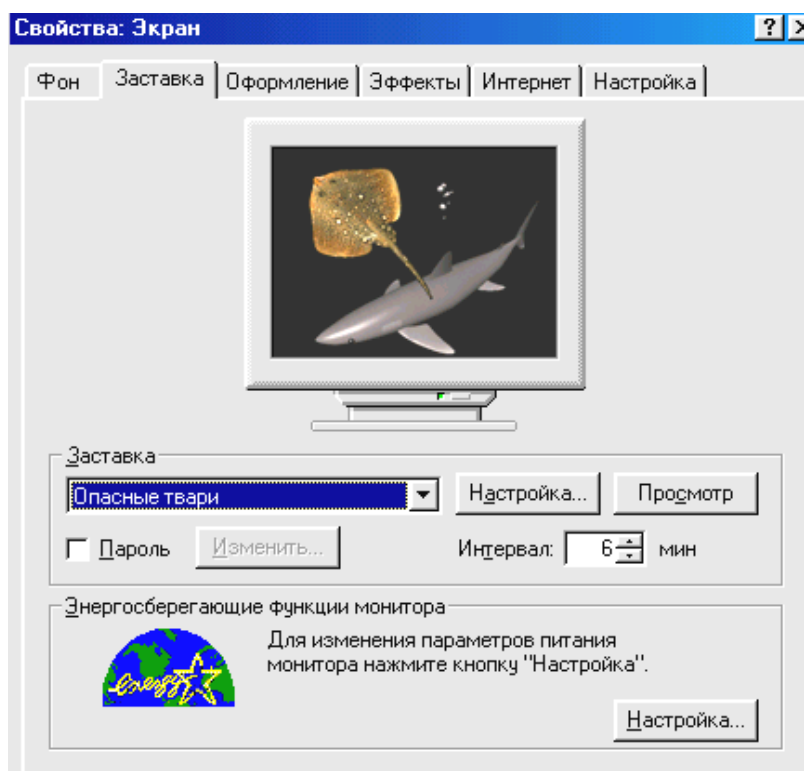 Свойства: Экран
Фон Заставка Оформление Эффекты Интернет Настройка
Заставка
Опасные твари Настройка... Просмотр
Пароль Изменить... Интервал: 6 мин
Энергосберегающие функции монитора
Для изменения параметров питания
монитора нажмите кнопку "Настройка".
energy
Настройка...